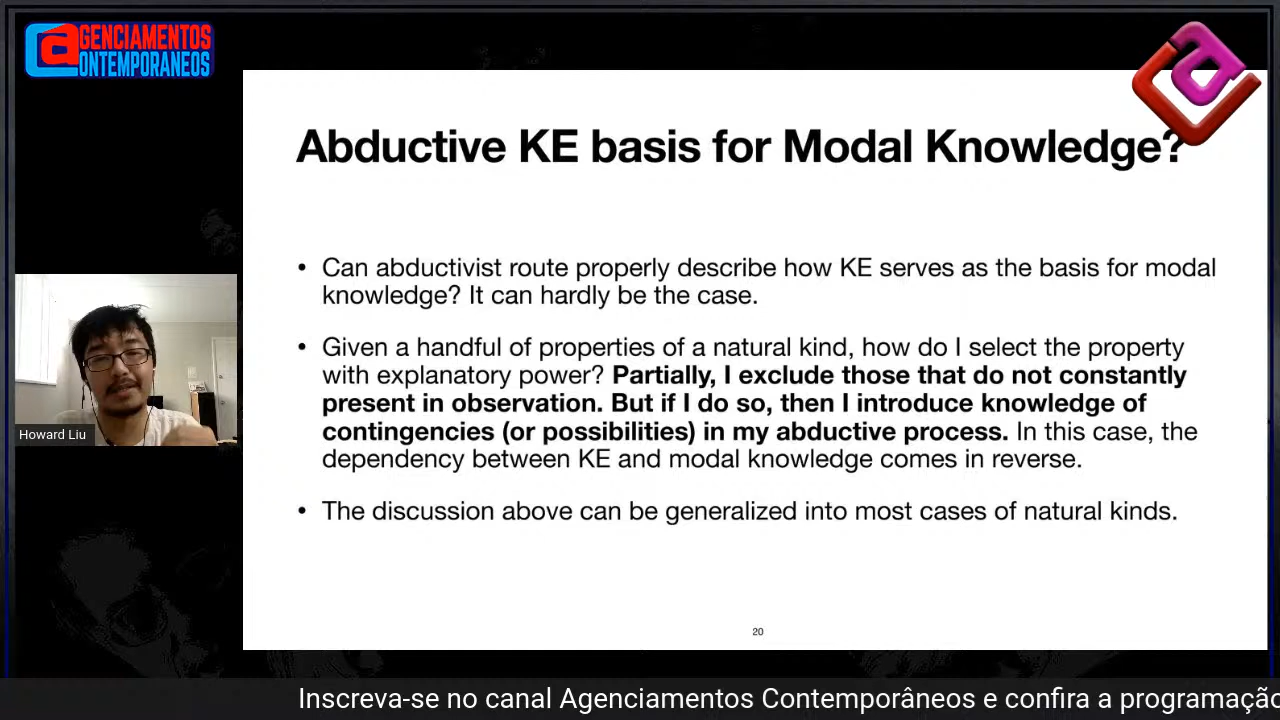 AGENCIAMENTOS
CONTEMPORANEOS
Abductive KE basis for Modal Knowledge?
• Can abductivist route properly describe how KE serves as the basis for modal
knowledge? It can hardly be the case.
• Given a handful of properties of a natural kind, how do I select the property
with explanatory power? Partially, I exclude those that do not constantly
present in observation. But if I do so, then I introduce knowledge of
contingencies (or possibilities) in my abductive process. In this case, the
dependency between KE and modal knowledge comes in reverse.
• The discussion above can be generalized into most cases of natural kinds.
Howard Liu
20
Inscreva-se no canal Agenciamentos Contemporâneos e confira a programação